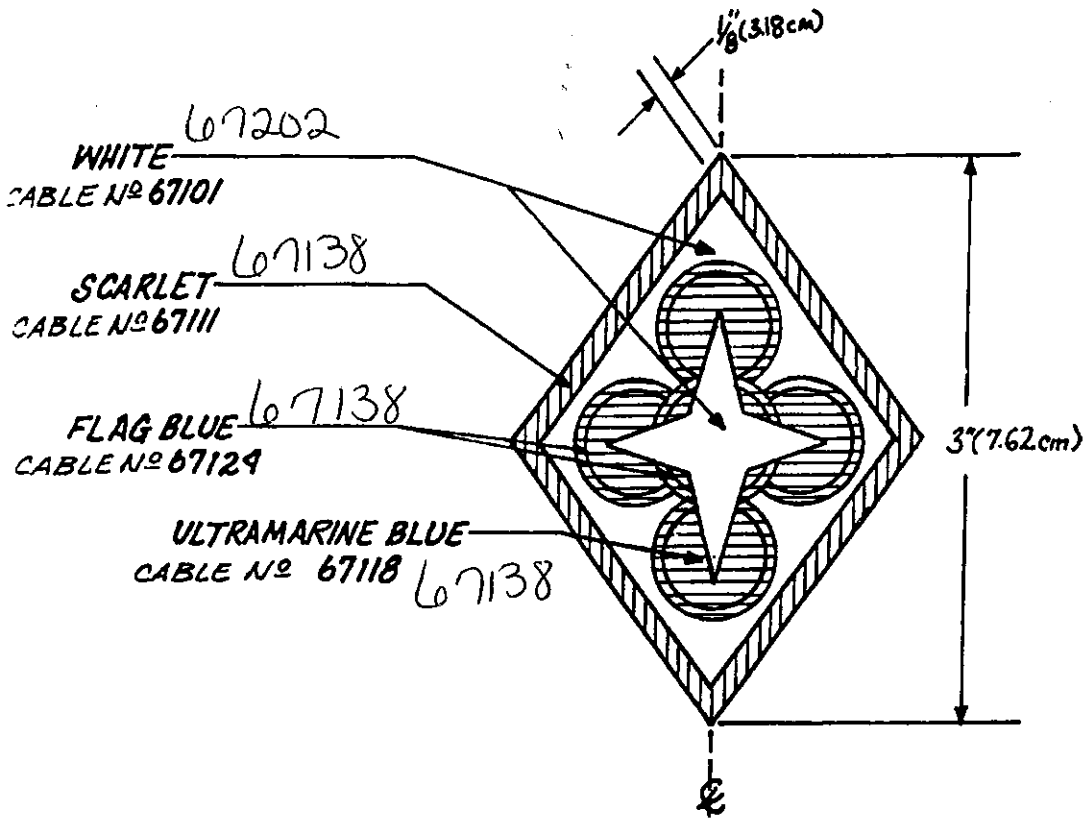 1/8"(3.18cm)
67202
WHITE
CABLE Nº 67101
67138
SCARLET
CABLE Nº 67111
67138
FLAG BLUE
CABLE Nº 67124
3"(7.62cm)
ULTRAMARINE BLUE
CABLE Nº 67118 67138
℄